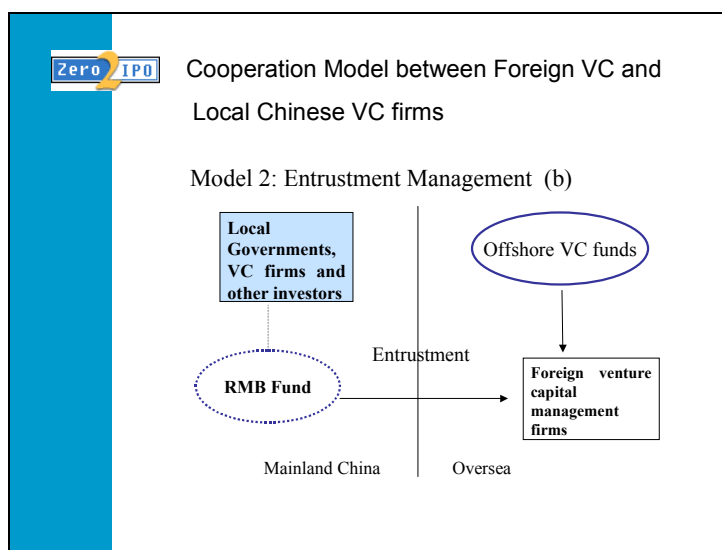 Zero2IPO
Cooperation Model between Foreign VC and
Local Chinese VC firms
Model 2: Entrustment Management (b)
Local
Governments,
VC firms and
other investors
Offshore VC funds
Entrustment
RMB Fund
Foreign venture
capital
management
firms
Mainland China
Oversea